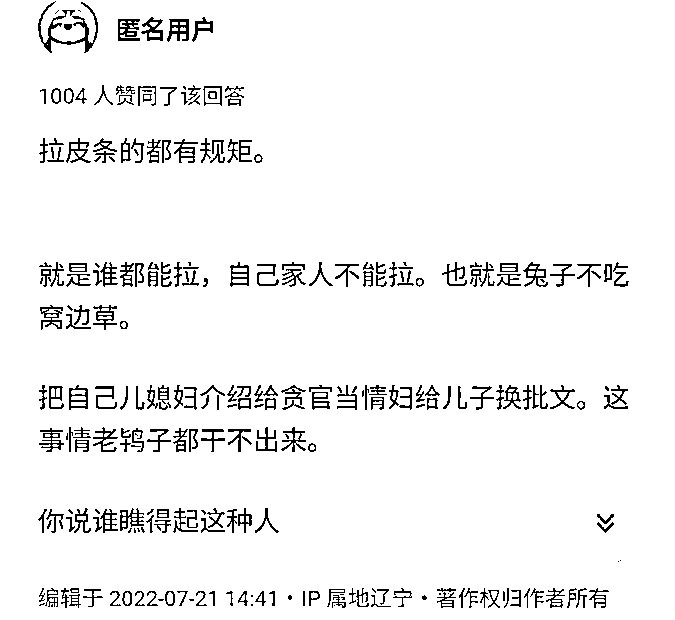 匿名用户
1004 人赞同了该回答
拉皮条的都有规矩。
就是谁都能拉，自己家人不能拉。也就是兔子不吃
窝边草。
把自己儿媳妇介绍给贪官当情妇给儿子换批文。这
事情老鸨子都干不出来。
你说谁瞧得起这种人
编辑于 2022-07-21 14:41・IP 属地辽宁・著作权归作者所有